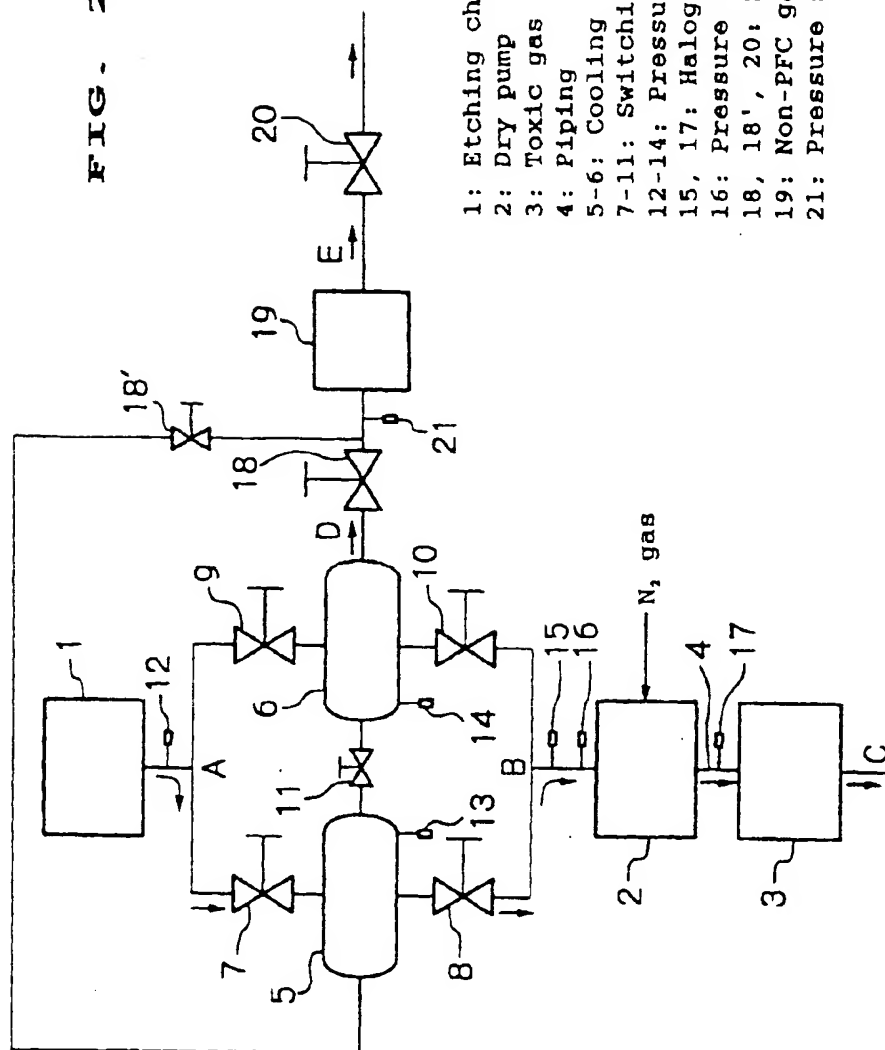 FIG. 2
20
E
19
18'
18
21
D
1
12
9
10
A
6
14
11
13
7
5
8
B
15
16
N₂ gas
4
17
2
3
C
1: Etching ch
2: Dry pump
3: Toxic gas
4: Piping
5-6: Cooling
7-11: Switchi
12-14: Pressu
15, 17: Halog
16: Pressure
18, 18', 20:
19: Non-PFC g
21: Pressure